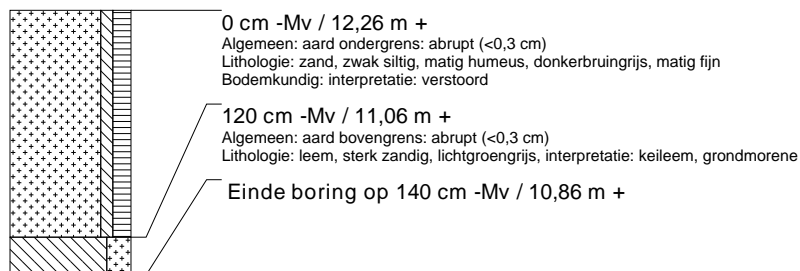 0 cm -Mv / 12,26 m +
Algemeen: aard ondergrens: abrupt (<0,3 cm)
Lithologie: zand, zwak siltig, matig humeus, donkerbruingrijs, matig fijn
Bodemkundig: interpretatie: verstoord
120 cm -Mv / 11,06 m +
Algemeen: aard bovengrens: abrupt (<0,3 cm)
Lithologie: leem, sterk zandig, lichtgroengrijs, interpretatie: keileem, grondmorene
Einde boring op 140 cm -Mv / 10,86 m +